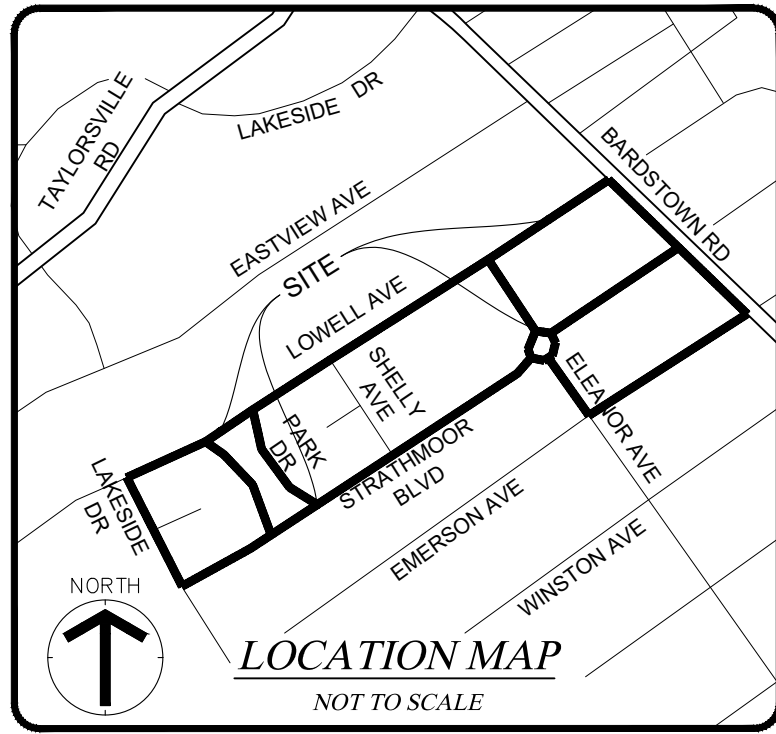 TAYLORSVILLE
RD
LAKESIDE DR
BARDSTOWN RD
EASTVIEW AVE
SITE
LOWELL AVE
SHELLY
AVE
PARK
DR
ELEANOR AVE
STRATHMOOR
BLVD
LAKESIDE
DR
EMERSON AVE
WINSTON AVE
NORTH
LOCATION MAP
NOT TO SCALE